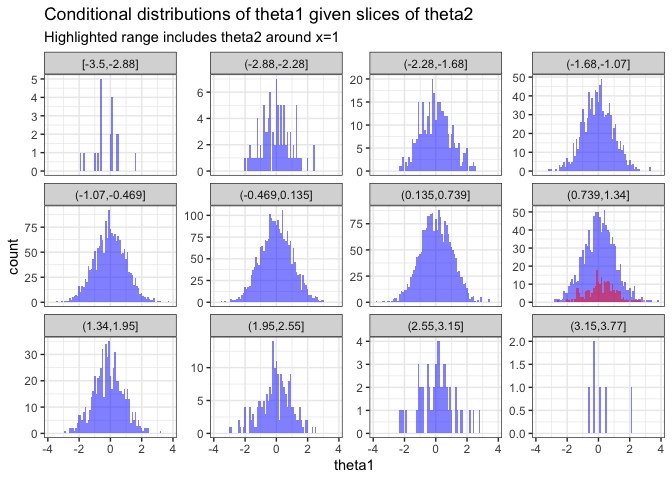 Conditional distributions of theta1 given slices of theta2
Highlighted range includes theta2 around x=1
[-3.5,-2.88] (-2.88,-2.28] (-2.28,-1.68] (-1.68,-1.07]
5 4 3 2 1 0
6 4 2 0
20 15 10 5 0
50 40 30 20 10 0
(-1.07,-0.469] (-0.469,0.135] (0.135,0.739] (0.739,1.34]
75 50 25 0
100 75 50 25 0
75 50 25 0
50 40 30 20 10 0
count
(1.34,1.95] (1.95,2.55] (2.55,3.15] (3.15,3.77]
30 20 10 0
10 5 0
4 3 2 1 0
2.0 1.5 1.0 0.5 0.0
-4 -2 0 2 4 -4 -2 0 2 4 -4 -2 0 2 4 -4 -2 0 2 4
theta1